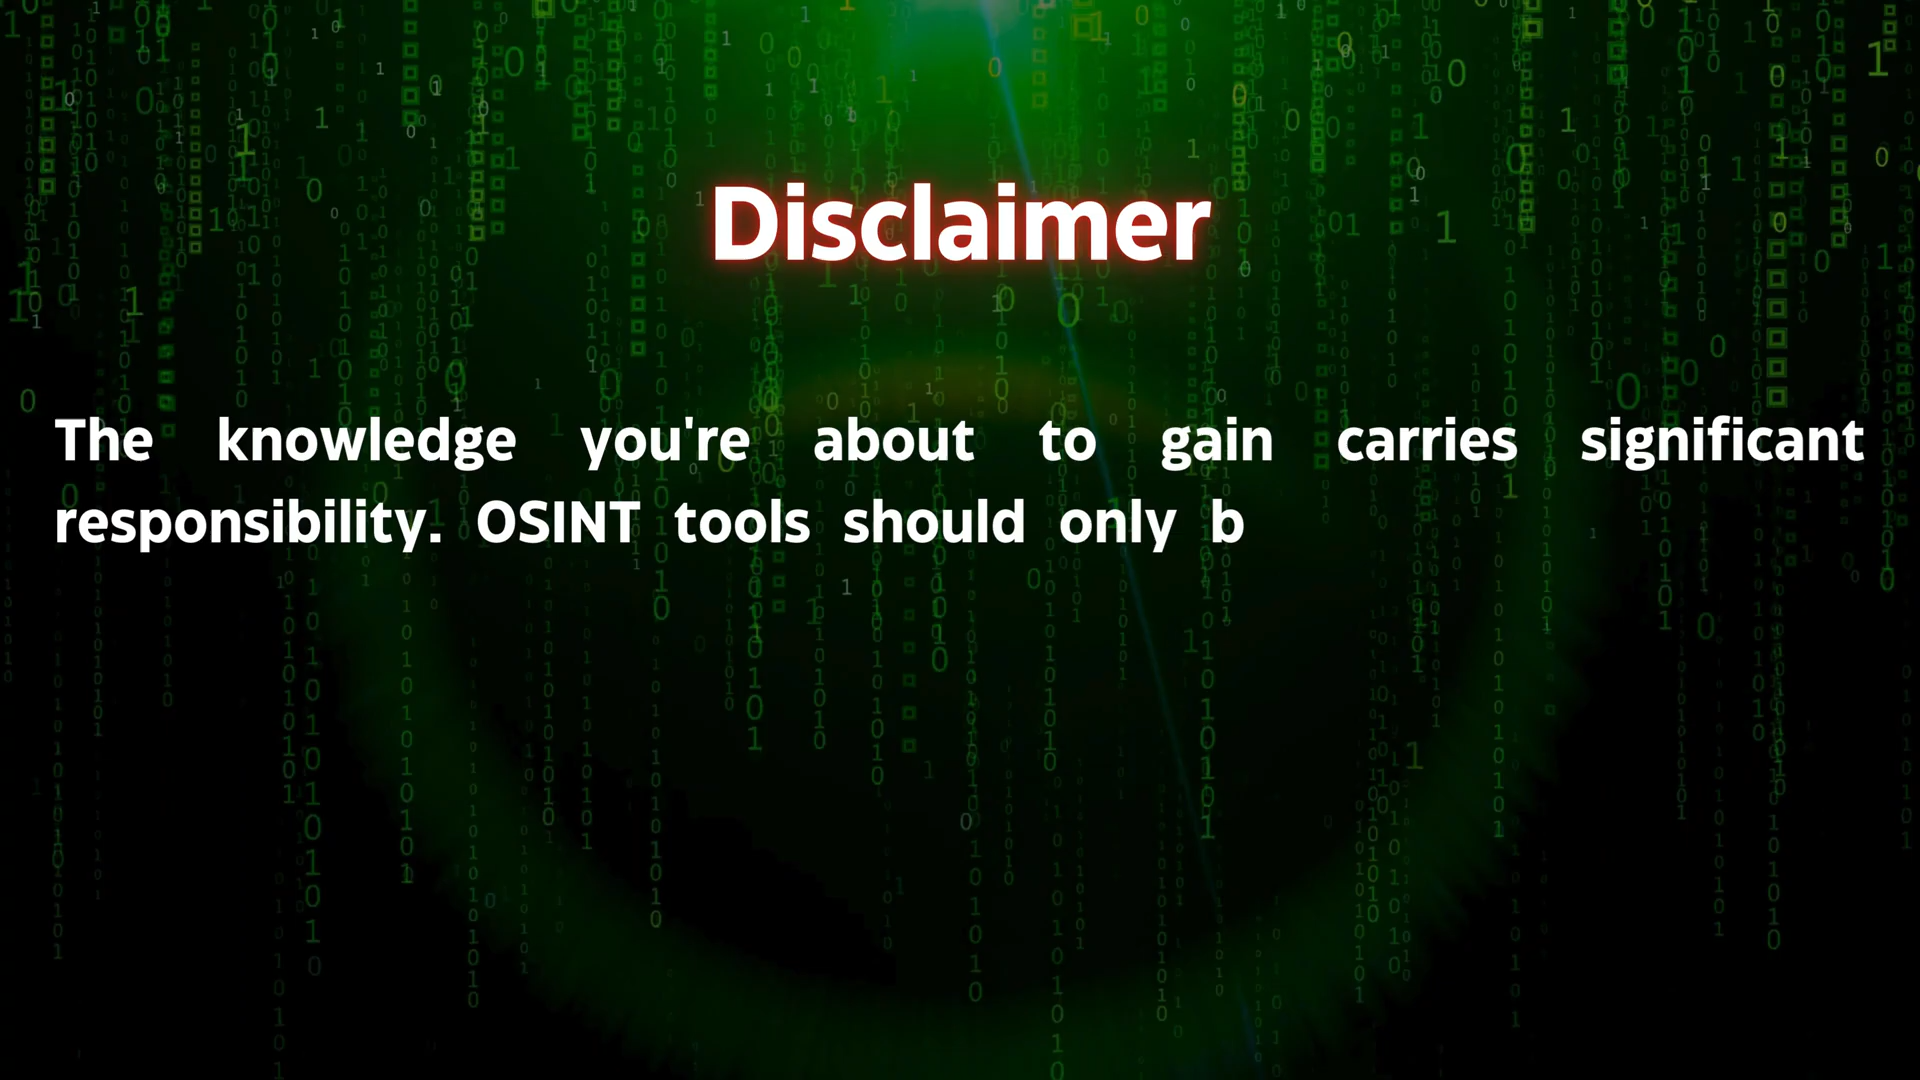 Disclaimer
The knowledge you're about to gain carries significant
responsibility. OSINT tools should only b